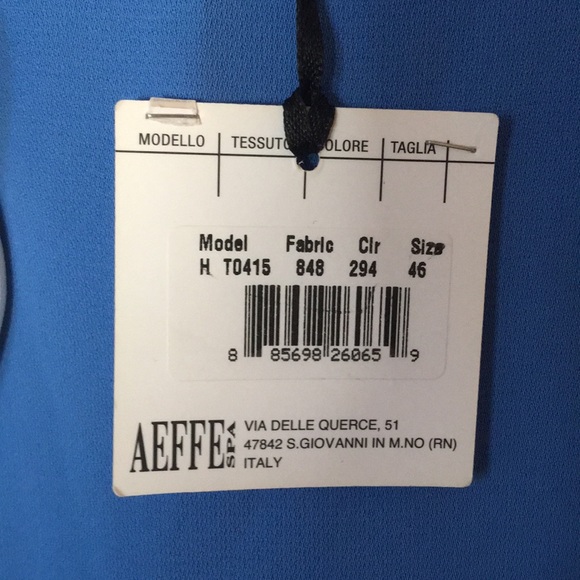 MODELLO TESSUTO COLORE TAGLIA
Model Fabric Clr Size
H T0415 848 294 46
8 85698 26065 9
AEFFE SPA
VIA DELLE QUERCE, 51
47842 S.GIOVANNI IN M.NO (RN)
ITALY